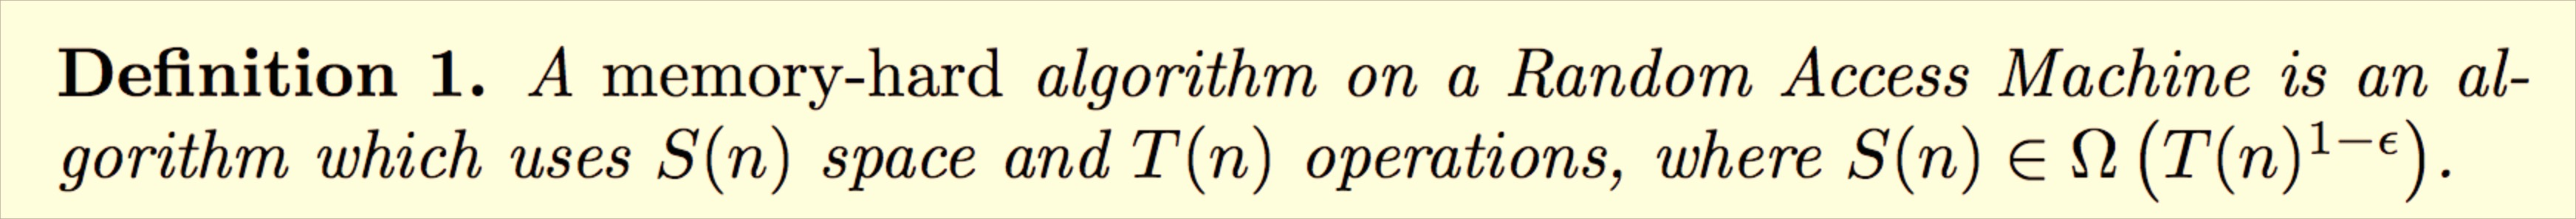 Definition 1. A memory-hard algorithm on a Random Access Machine is an al-
gorithm which uses S(n) space and T(n) operations, where S(n) ∈ Ω (T(n)^{1−ϵ}).